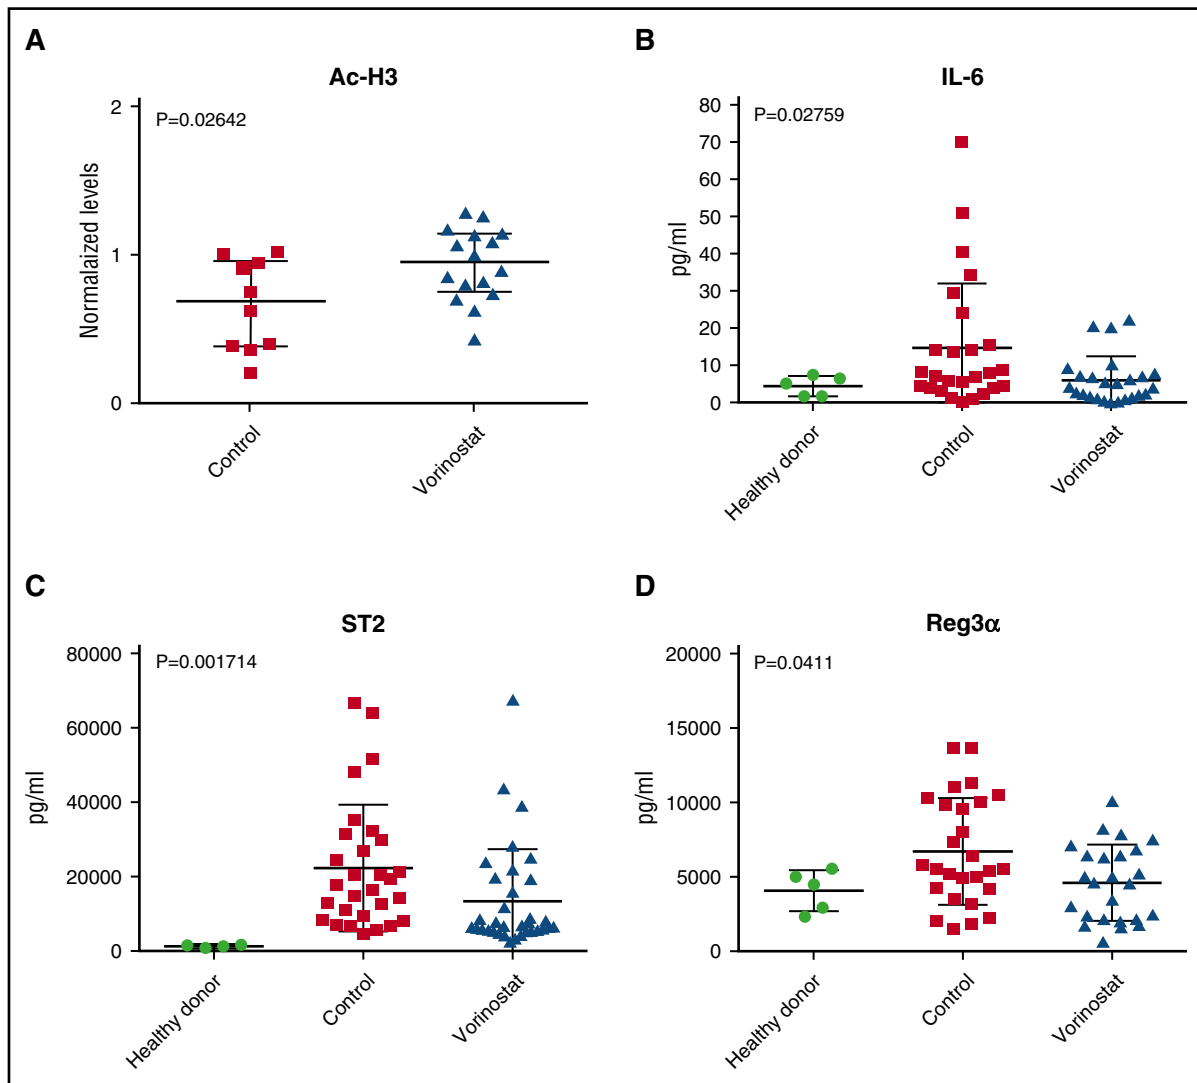 A
Ac-H3
P=0.02642
Normalaized levels
2
1
0
Control
Vorinostat
B
IL-6
P=0.02759
pg/ml
80
70
60
50
40
30
20
10
0
Healthy donor
Control
Vorinostat
C
ST2
P=0.001714
pg/ml
80000
60000
40000
20000
0
Healthy donor
Control
Vorinostat
D
Reg3α
P=0.0411
pg/ml
20000
15000
10000
5000
0
Healthy donor
Control
Vorinostat